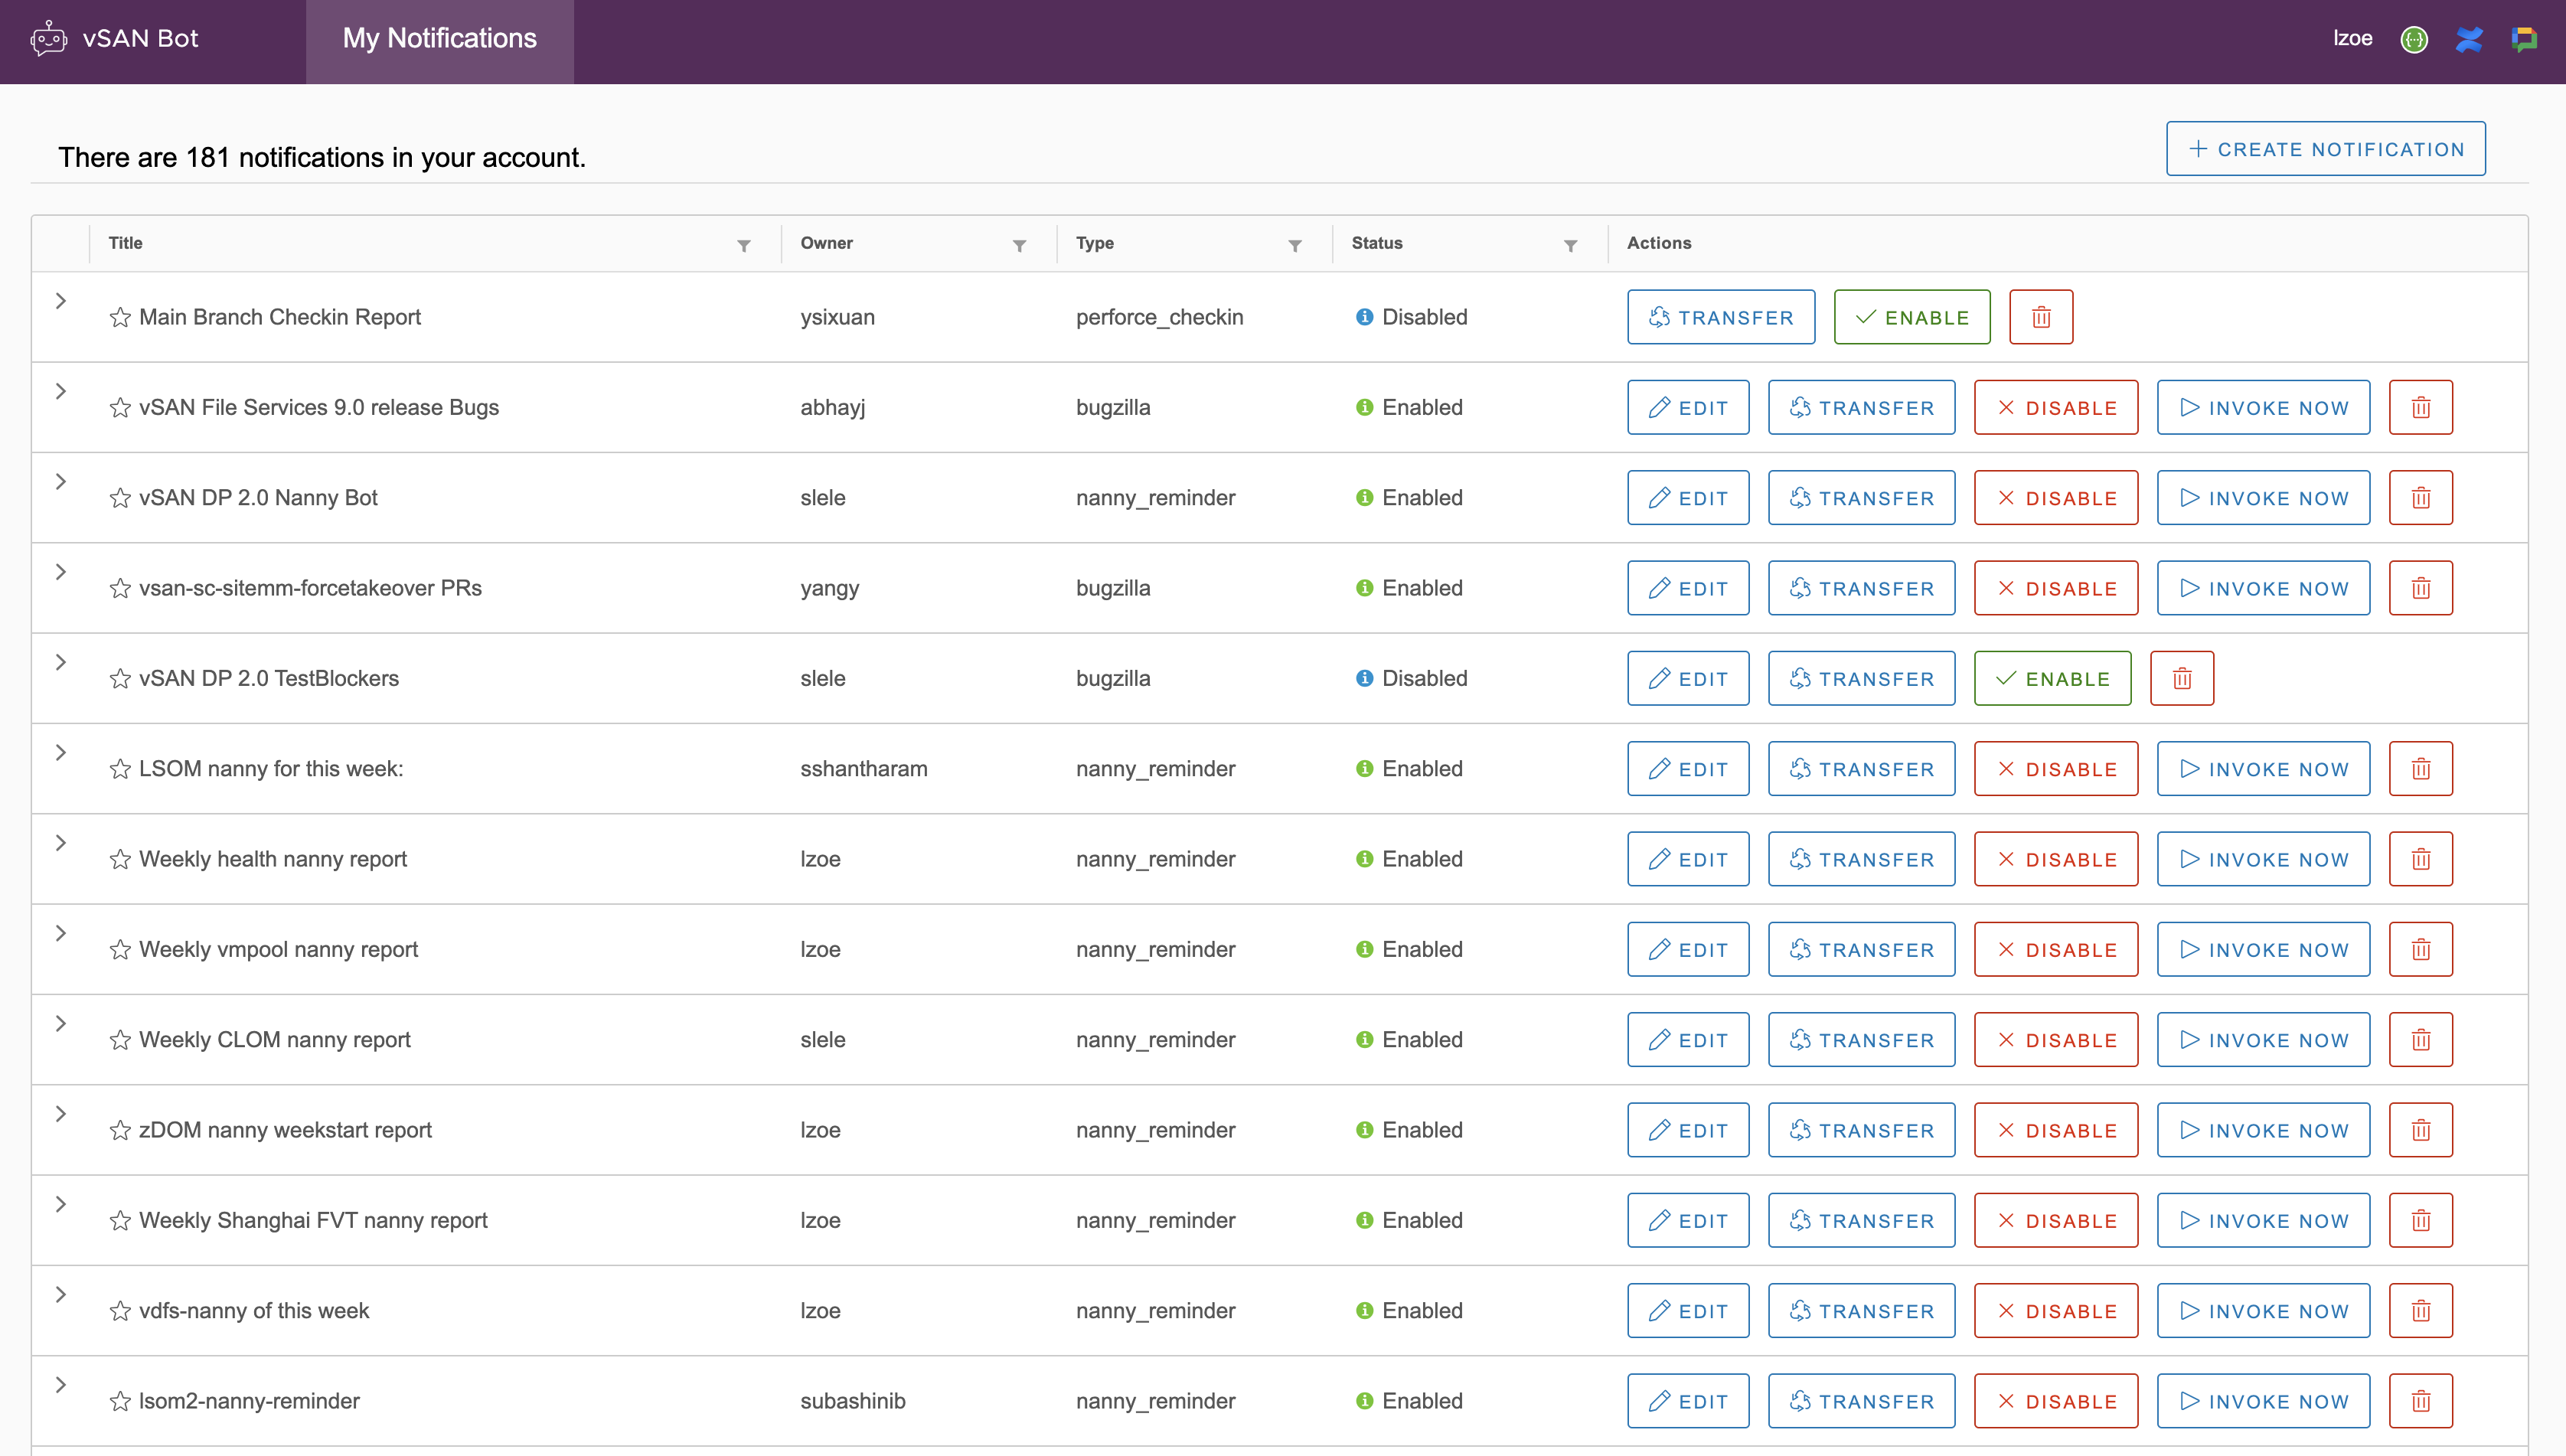 vSAN Bot My Notifications lzoe
There are 181 notifications in your account. CREATE NOTIFICATION
Title Owner Type Status Actions
Main Branch Checkin Report ysixuan perforce_checkin Disabled TRANSFER ENABLE
vSAN File Services 9.0 release Bugs abhayj bugzilla Enabled EDIT TRANSFER DISABLE INVOKE NOW
vSAN DP 2.0 Nanny Bot slele nanny_reminder Enabled EDIT TRANSFER DISABLE INVOKE NOW
vsan-sc-sitemm-forcetakeover PRs yangy bugzilla Enabled EDIT TRANSFER DISABLE INVOKE NOW
vSAN DP 2.0 TestBlockers slele bugzilla Disabled EDIT TRANSFER ENABLE
LSOM nanny for this week: sshantharam nanny_reminder Enabled EDIT TRANSFER DISABLE INVOKE NOW
Weekly health nanny report lzoe nanny_reminder Enabled EDIT TRANSFER DISABLE INVOKE NOW
Weekly vmpool nanny report lzoe nanny_reminder Enabled EDIT TRANSFER DISABLE INVOKE NOW
Weekly CLOM nanny report slele nanny_reminder Enabled EDIT TRANSFER DISABLE INVOKE NOW
zDOM nanny weekstart report lzoe nanny_reminder Enabled EDIT TRANSFER DISABLE INVOKE NOW
Weekly Shanghai FVT nanny report lzoe nanny_reminder Enabled EDIT TRANSFER DISABLE INVOKE NOW
vdfs-nanny of this week lzoe nanny_reminder Enabled EDIT TRANSFER DISABLE INVOKE NOW
lsom2-nanny-reminder subashinib nanny_reminder Enabled EDIT TRANSFER DISABLE INVOKE NOW